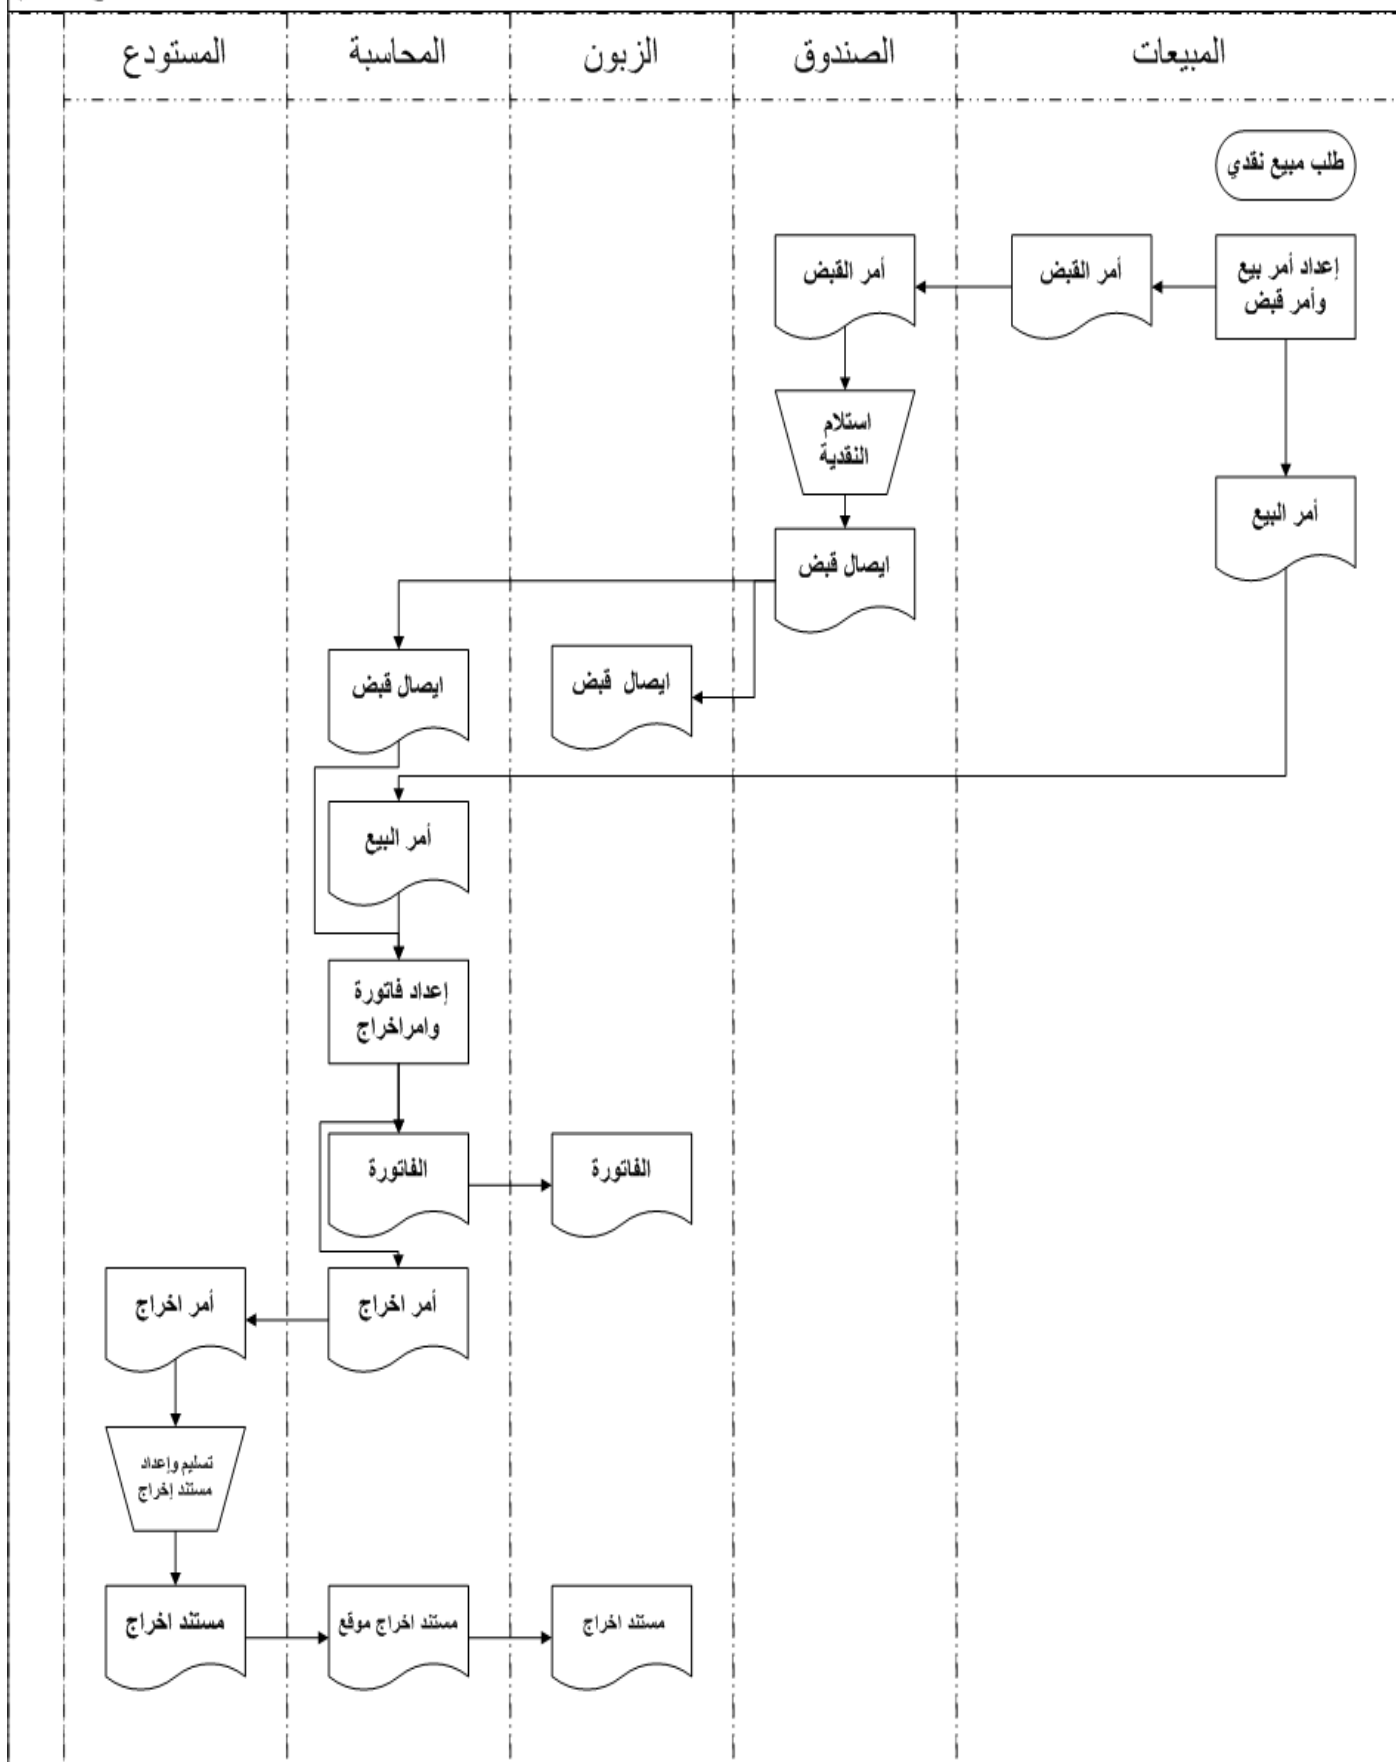 المبيعات
الصندوق
الزبون
المحاسبة
المستودع
طلب مبيع نقدي
إعداد أمر بيع
وأمر قبض
أمر القبض
أمر القبض
استلام
النقدية
أمر البيع
ايصال قبض
ايصال قبض
ايصال قبض
أمر البيع
إعداد فاتورة
وامراخراج
الفاتورة
الفاتورة
أمر اخراج
أمر اخراج
تسليم وإعداد
مستند إخراج
مستند اخراج
مستند اخراج موقع
مستند اخراج